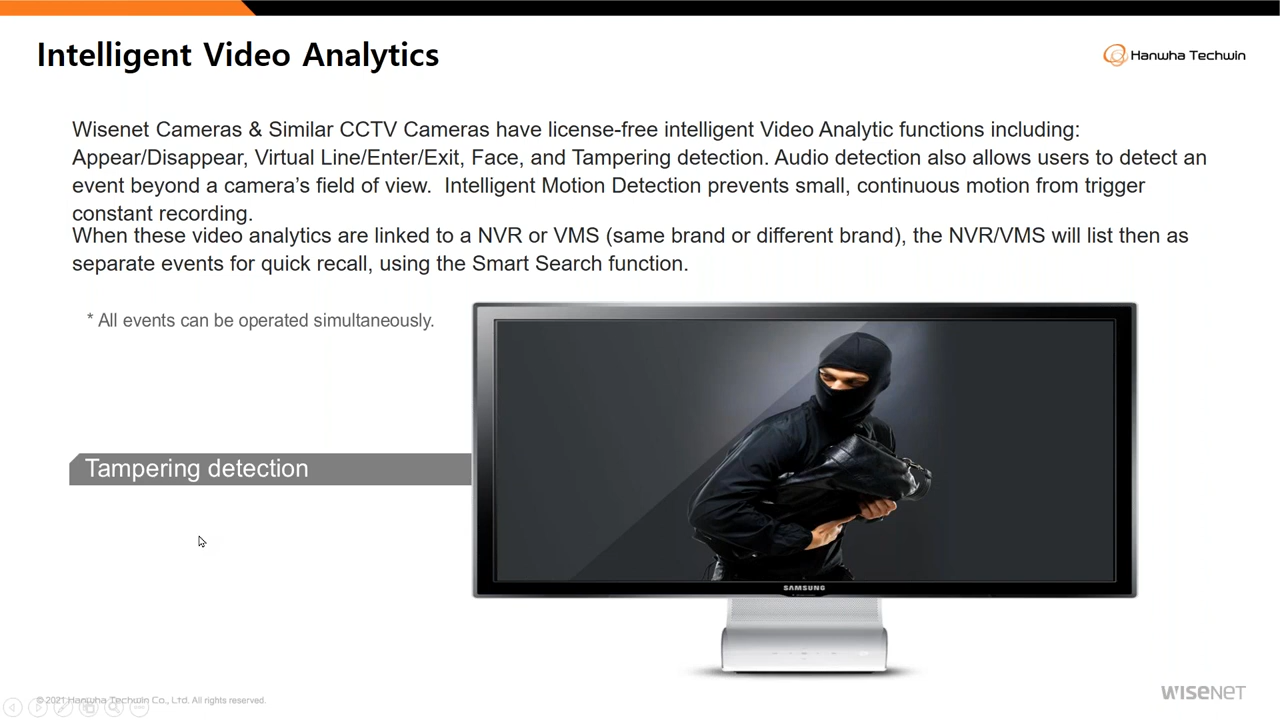 Intelligent Video Analytics
Hanwha Techwin
Wisenet Cameras & Similar CCTV Cameras have license-free intelligent Video Analytic functions including:
Appear/Disappear, Virtual Line/Enter/Exit, Face, and Tampering detection. Audio detection also allows users to detect an
event beyond a camera’s field of view.  Intelligent Motion Detection prevents small, continuous motion from trigger
constant recording.
When these video analytics are linked to a NVR or VMS (same brand or different brand), the NVR/VMS will list then as
separate events for quick recall, using the Smart Search function.
* All events can be operated simultaneously.
Tampering detection
SAMSUNG
© 2021 Hanwha Techwin Co., Ltd. All rights reserved.
WISENET